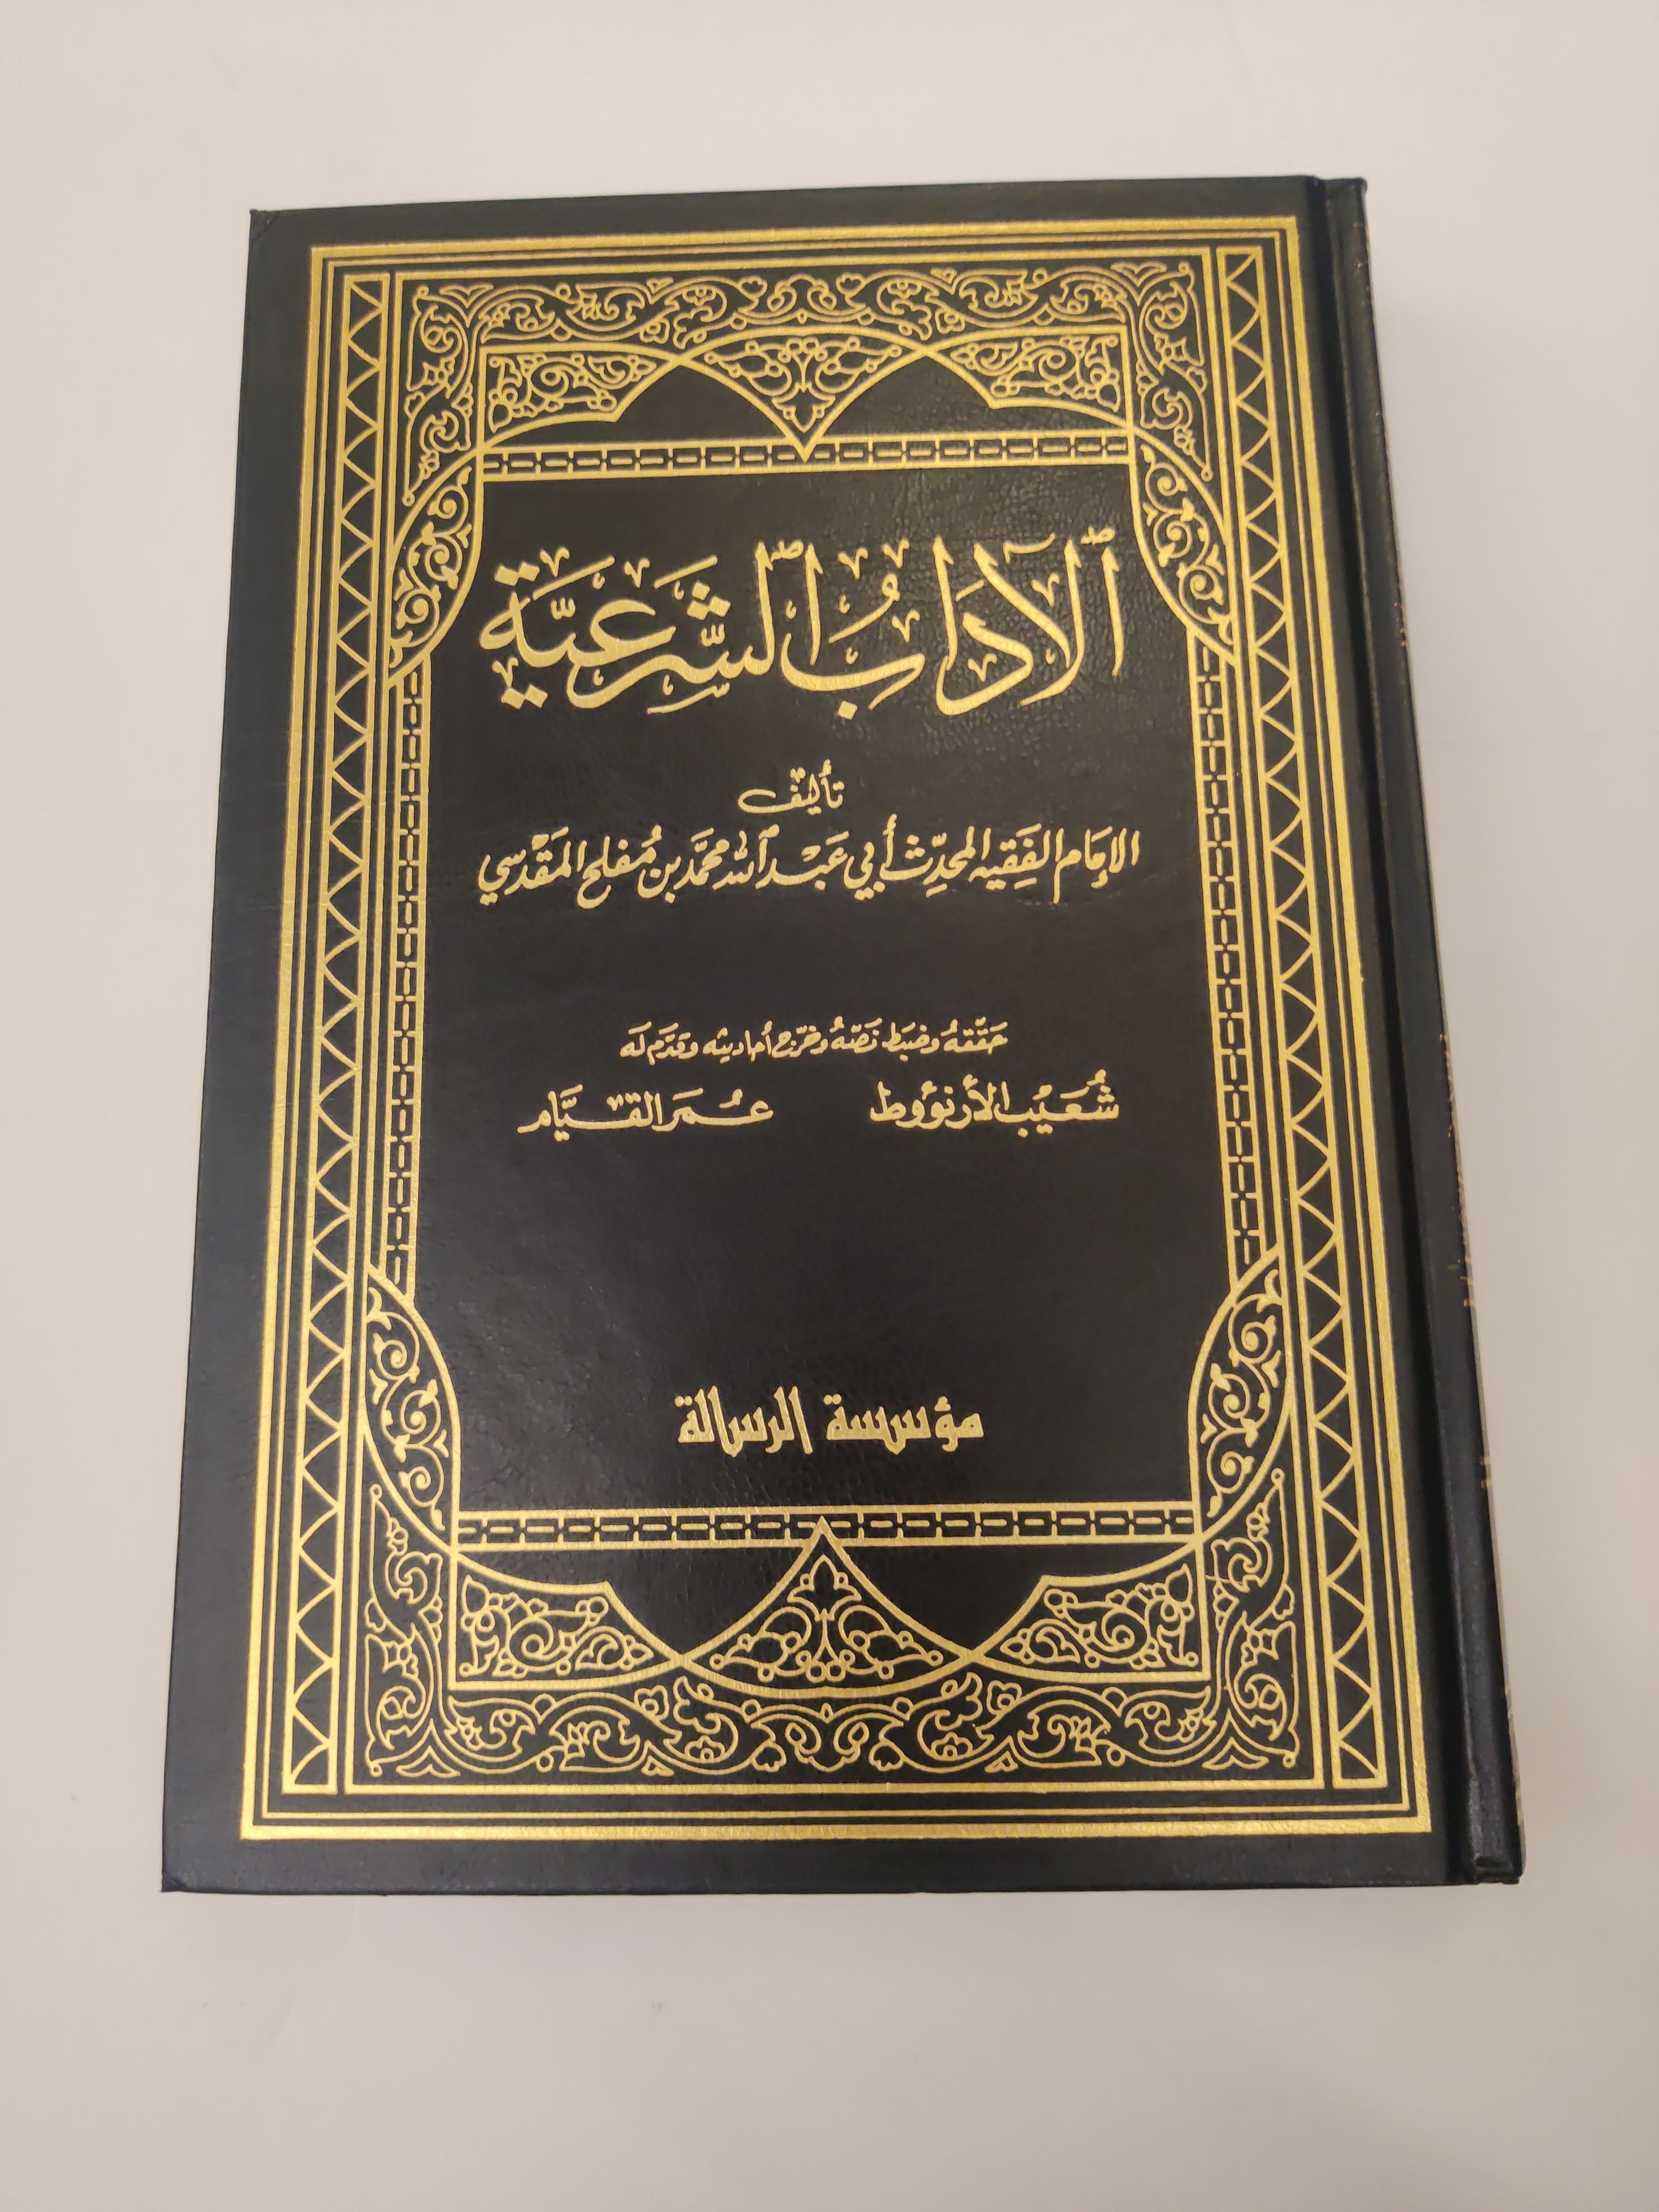 الآداب الشرعية
تأليف
الإمام الفقيه المحدث أبي عبد الله محمد بن مفلح المقدسي
حققه وضبط نصه وخرج أحاديثه وقدم له
شعيب الأرنؤوط عمر القيام
مؤسسة الرسالة